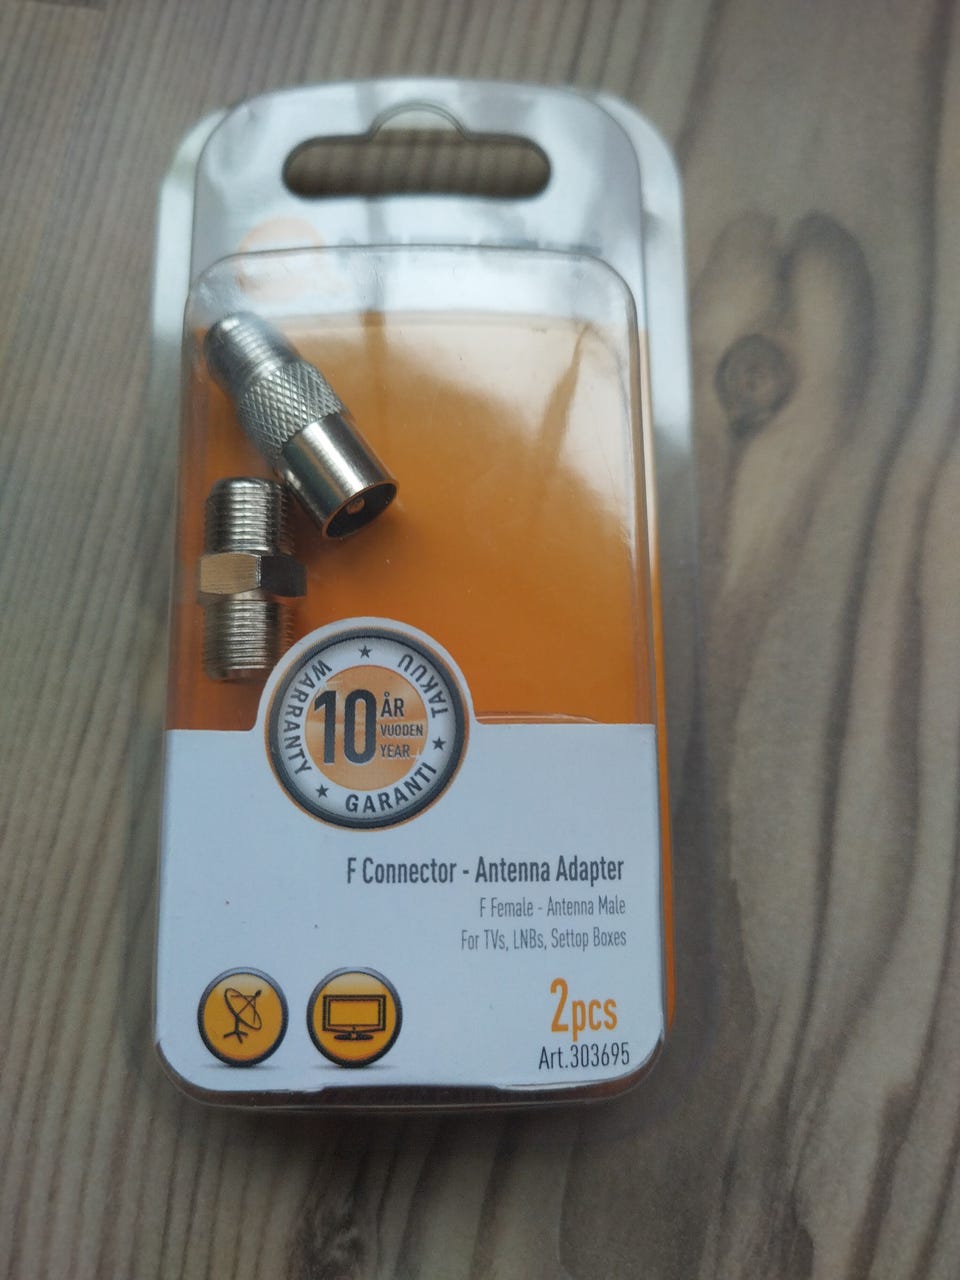 WARRANTY
TAKUU
GARANTI
10
ÅR
VUODEN
YEAR
F Connector - Antenna Adapter
F Female - Antenna Male
For TVs, LNBs, Settop Boxes
2pcs
Art.303695